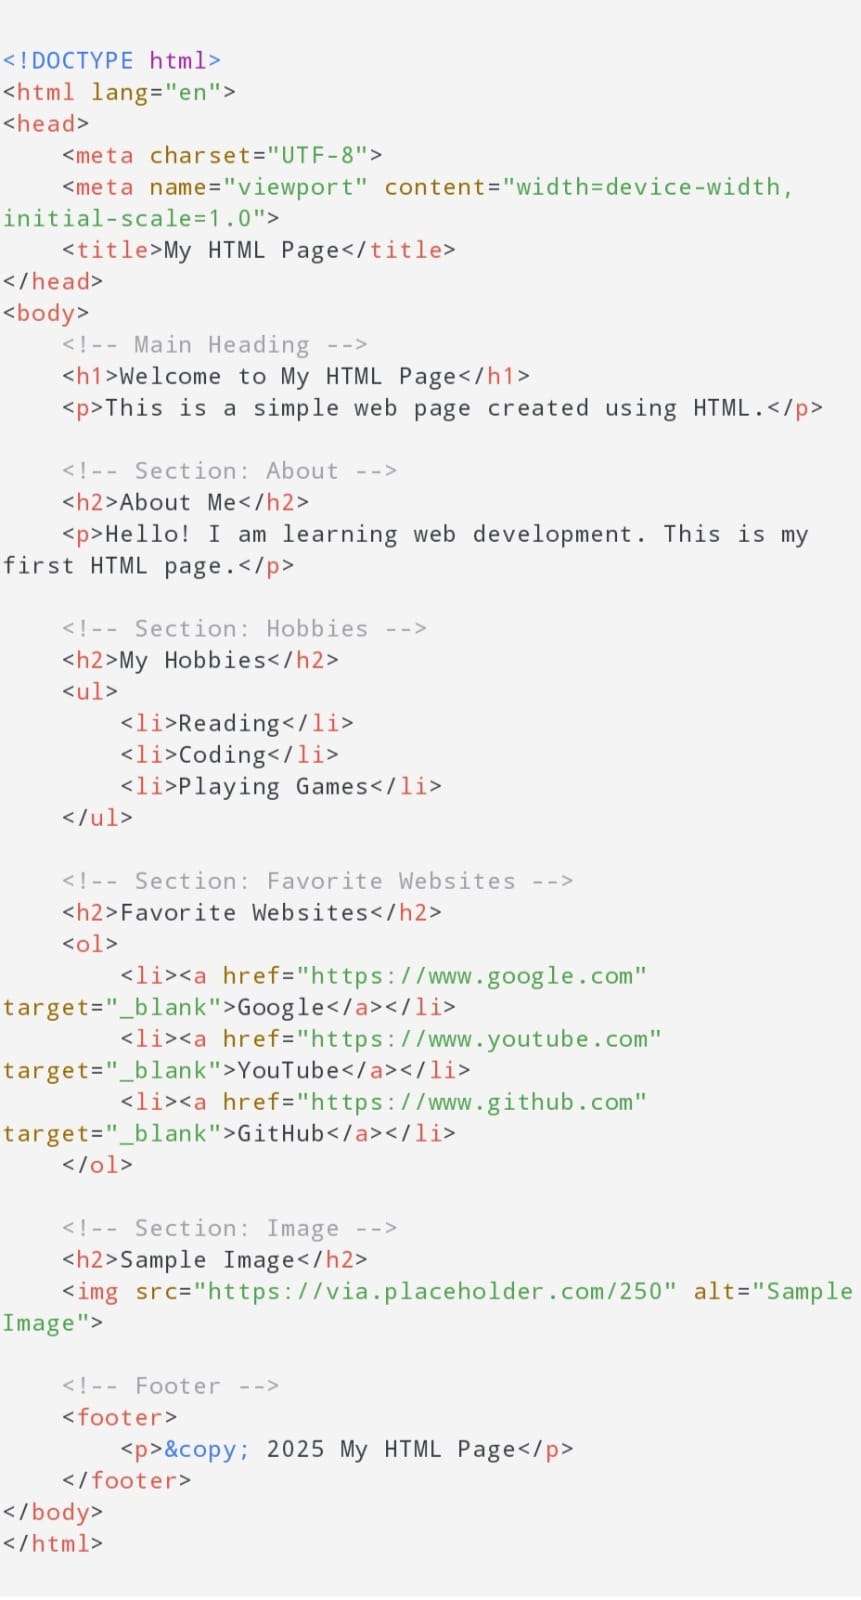 <!DOCTYPE html>
<html lang="en">
<head>
    <meta charset="UTF-8">
    <meta name="viewport" content="width=device-width,
initial-scale=1.0">
    <title>My HTML Page</title>
</head>
<body>
    <!-- Main Heading -->
    <h1>Welcome to My HTML Page</h1>
    <p>This is a simple web page created using HTML.</p>

    <!-- Section: About -->
    <h2>About Me</h2>
    <p>Hello! I am learning web development. This is my
first HTML page.</p>

    <!-- Section: Hobbies -->
    <h2>My Hobbies</h2>
    <ul>
        <li>Reading</li>
        <li>Coding</li>
        <li>Playing Games</li>
    </ul>

    <!-- Section: Favorite Websites -->
    <h2>Favorite Websites</h2>
    <ol>
        <li><a href="https://www.google.com"
target="_blank">Google</a></li>
        <li><a href="https://www.youtube.com"
target="_blank">YouTube</a></li>
        <li><a href="https://www.github.com"
target="_blank">GitHub</a></li>
    </ol>

    <!-- Section: Image -->
    <h2>Sample Image</h2>
    <img src="https://via.placeholder.com/250" alt="Sample
Image">

    <!-- Footer -->
    <footer>
        <p>&copy; 2025 My HTML Page</p>
    </footer>
</body>
</html>